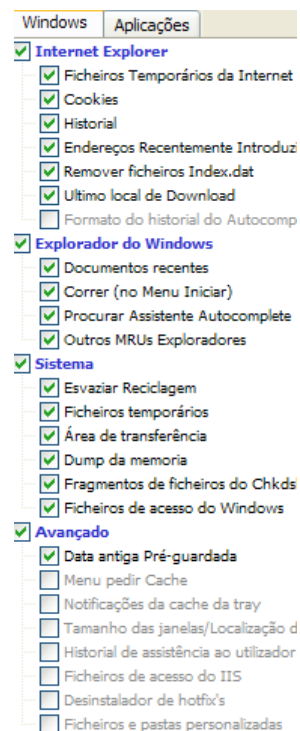 Windows Aplicações
Internet Explorer
Ficheiros Temporários da Internet
Cookies
Historial
Endereços Recentemente Introduzi
Remover ficheiros Index.dat
Ultimo local de Download
Formato do historial do Autocomp
Explorador do Windows
Documentos recentes
Correr (no Menu Iniciar)
Procurar Assistente Autocomplete
Outros MRUs Exploradores
Sistema
Esvaziar Reciclagem
Ficheiros temporários
Área de transferência
Dump da memoria
Fragmentos de ficheiros do Chkds
Ficheiros de acesso do Windows
Avançado
Data antiga Pré-guardada
Menu pedir Cache
Notificações da cache da tray
Tamanho das janelas/Localização d
Historial de assistência ao utilizador
Ficheiros de acesso do IIS
Desinstalador de hotfix's
Ficheiros e pastas personalizadas